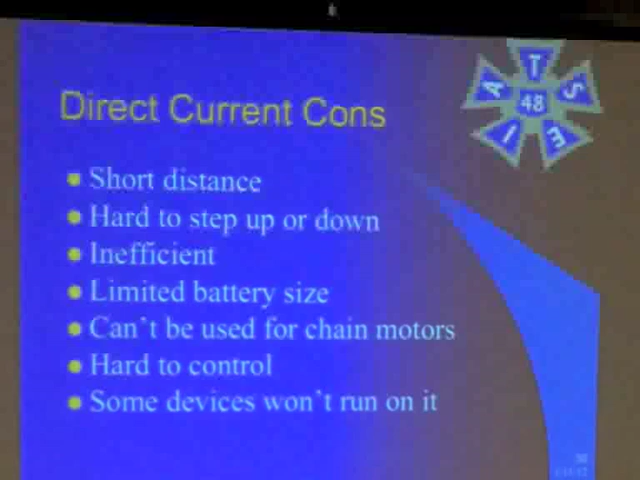 Direct Current Cons
I A T S E
48
Short distance
Hard to step up or down
Inefficient
Limited battery size
Can't be used for chain motors
Hard to control
Some devices won't run on it